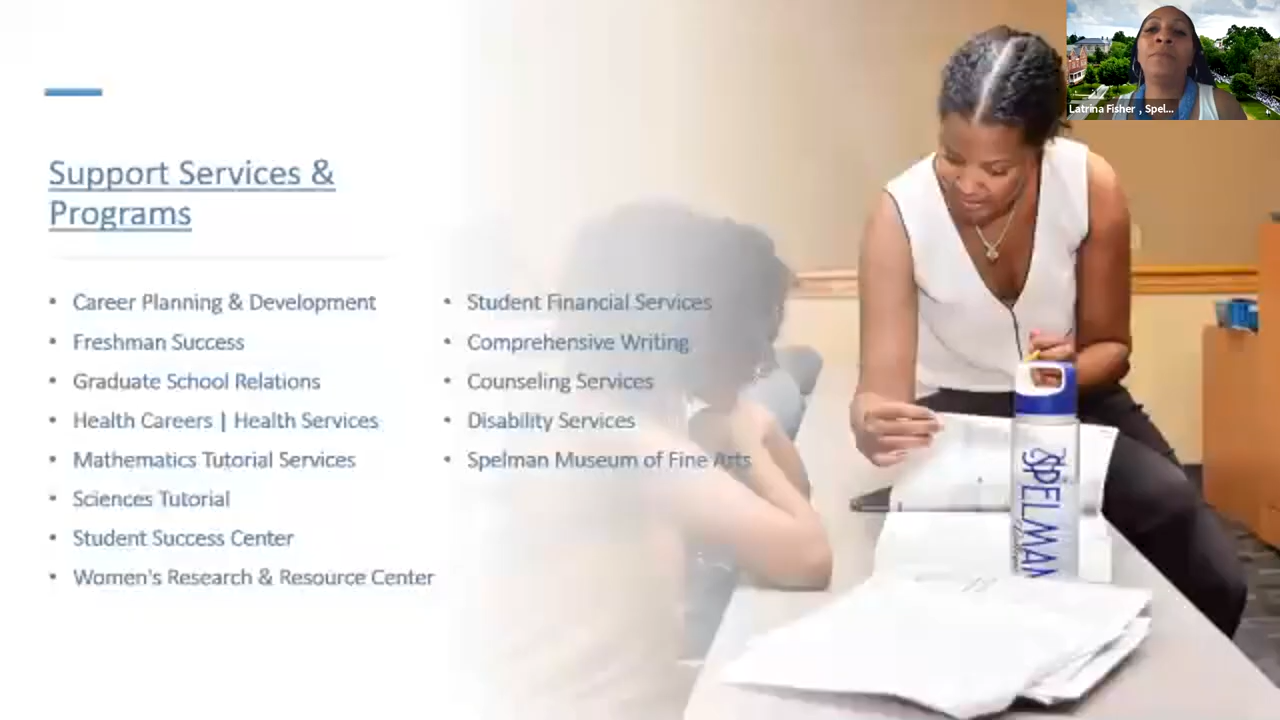 Latrina Fisher , Spel...
Support Services &
Programs
• Career Planning & Development
• Freshman Success
• Graduate School Relations
• Health Careers | Health Services
• Mathematics Tutorial Services
• Sciences Tutorial
• Student Success Center
• Women's Research & Resource Center
• Student Financial Services
• Comprehensive Writing
• Counseling Services
• Disability Services
• Spelman Museum of Fine Arts
SPELMAN